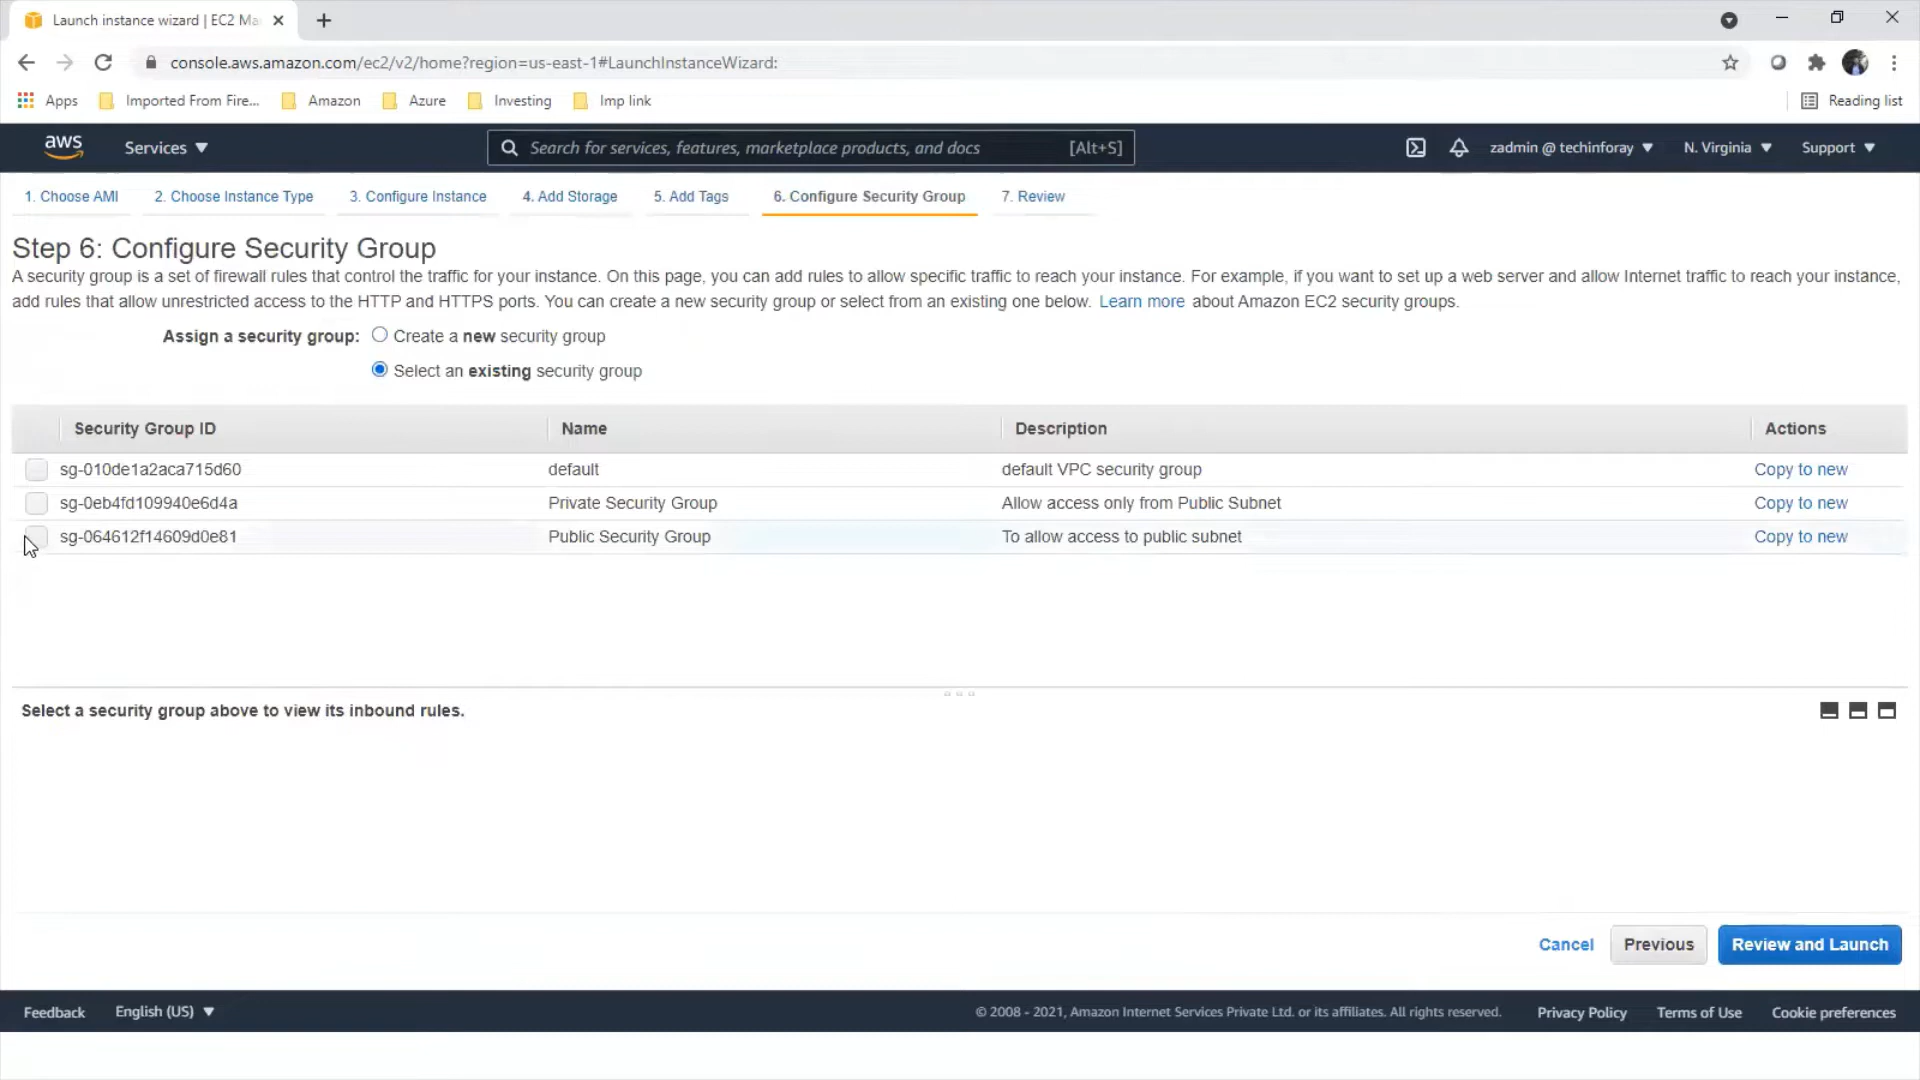 Launch instance wizard | EC2 Ma
console.aws.amazon.com/ec2/v2/home?region=us-east-1#LaunchInstanceWizard:
Apps Imported From Fire... Amazon Azure Investing Imp link Reading list
aws Services Search for services, features, marketplace products, and docs [Alt+S] zadmin @ techinforay N. Virginia Support
1. Choose AMI 2. Choose Instance Type 3. Configure Instance 4. Add Storage 5. Add Tags 6. Configure Security Group 7. Review
Step 6: Configure Security Group
A security group is a set of firewall rules that control the traffic for your instance. On this page, you can add rules to allow specific traffic to reach your instance. For example, if you want to set up a web server and allow Internet traffic to reach your instance,
add rules that allow unrestricted access to the HTTP and HTTPS ports. You can create a new security group or select from an existing one below. Learn more about Amazon EC2 security groups.
Assign a security group: Create a new security group
Select an existing security group
Security Group ID Name Description Actions
sg-010de1a2aca715d60 default default VPC security group Copy to new
sg-0eb4fd109940e6d4a Private Security Group Allow access only from Public Subnet Copy to new
sg-064612f14609d0e81 Public Security Group To allow access to public subnet Copy to new
Select a security group above to view its inbound rules.
Cancel Previous Review and Launch
Feedback English (US) © 2008 - 2021, Amazon Internet Services Private Ltd. or its affiliates. All rights reserved. Privacy Policy Terms of Use Cookie preferences